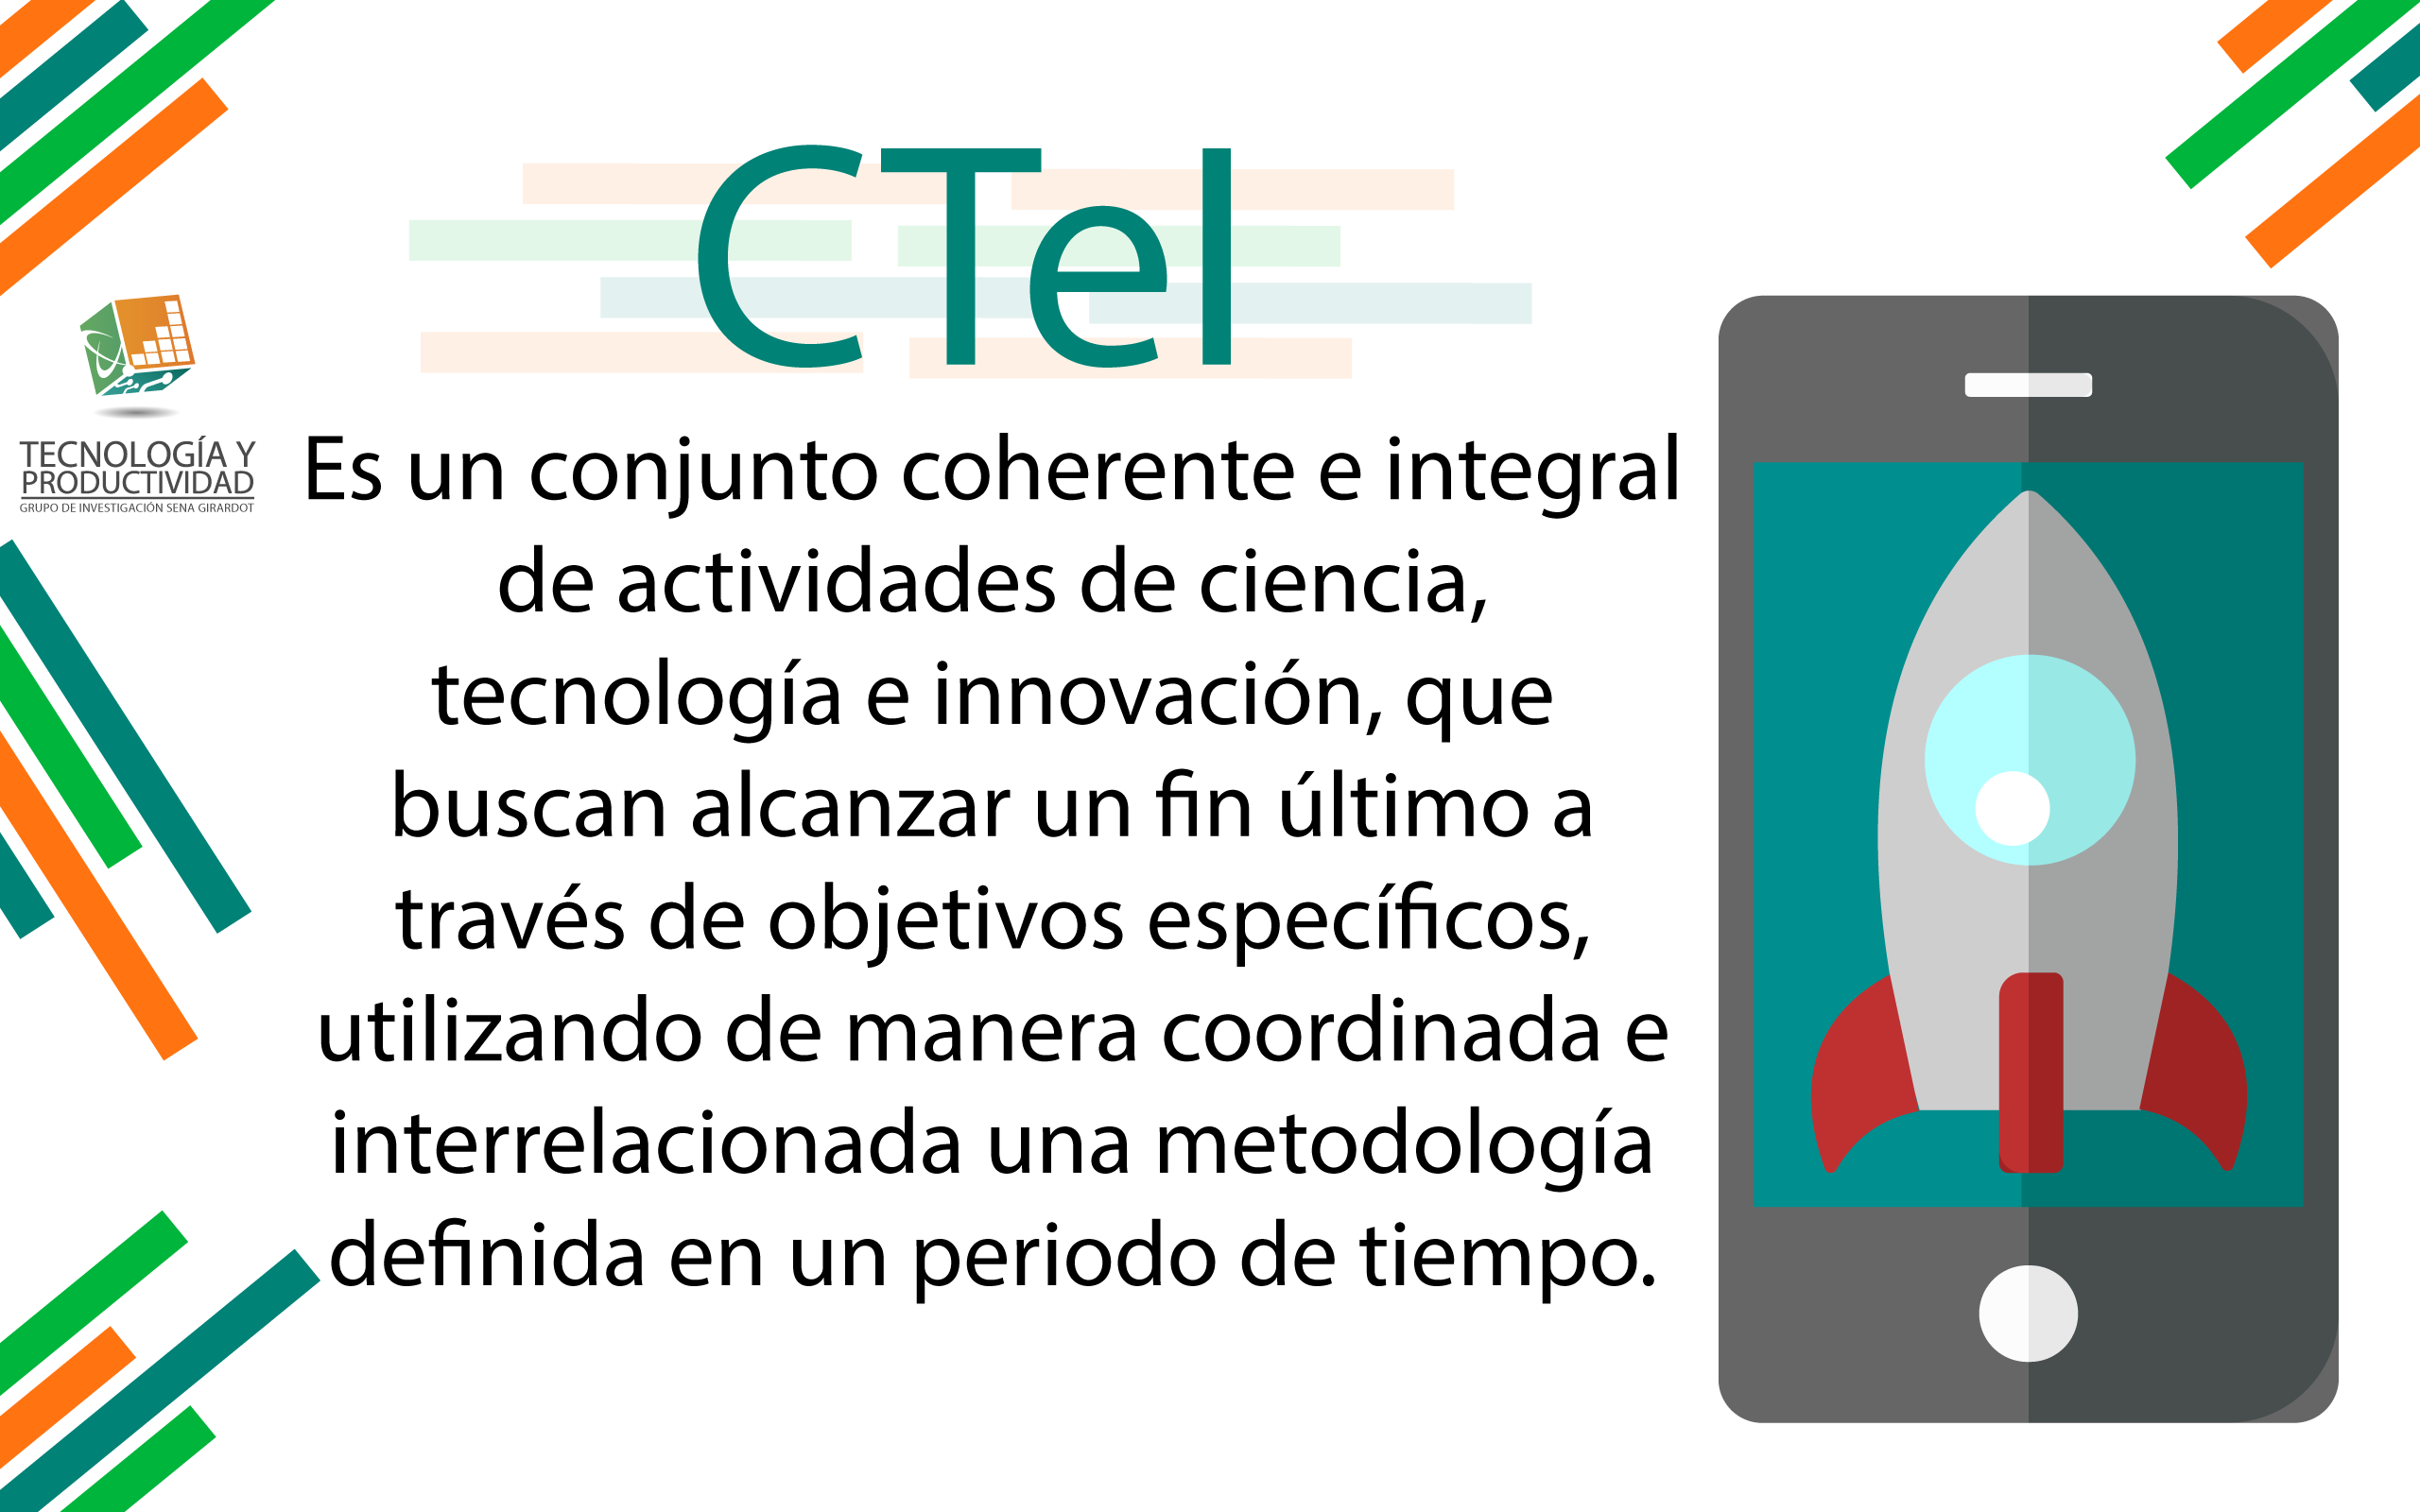 CTeI
TECNOLOGÍA Y
PRODUCTIVIDAD
GRUPO DE INVESTIGACIÓN SENA GIRARDOT
Es un conjunto coherente e integral
de actividades de ciencia,
tecnología e innovación, que
buscan alcanzar un fin último a
través de objetivos específicos,
utilizando de manera coordinada e
interrelacionada una metodología
definida en un periodo de tiempo.